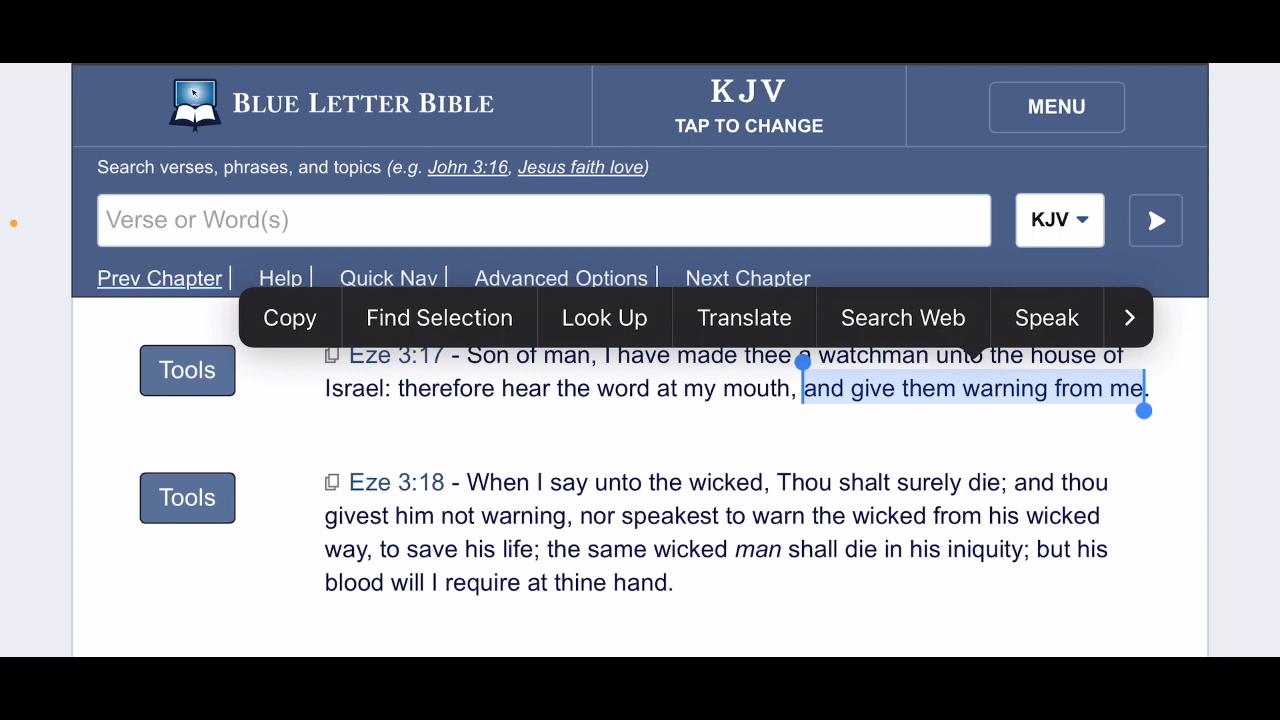 BLUE LETTER BIBLE
KJV
TAP TO CHANGE
MENU
Search verses, phrases, and topics (e.g. John 3:16, Jesus faith love)
Verse or Word(s)
KJV
Prev Chapter
Help
Quick Nav
Advanced Options
Next Chapter
Copy
Find Selection
Look Up
Translate
Search Web
Speak
Tools
Eze 3:17 - Son of man, I have made thee a watchman unto the house of
Israel: therefore hear the word at my mouth, and give them warning from me.
Tools
Eze 3:18 - When I say unto the wicked, Thou shalt surely die; and thou
givest him not warning, nor speakest to warn the wicked from his wicked
way, to save his life; the same wicked man shall die in his iniquity; but his
blood will I require at thine hand.